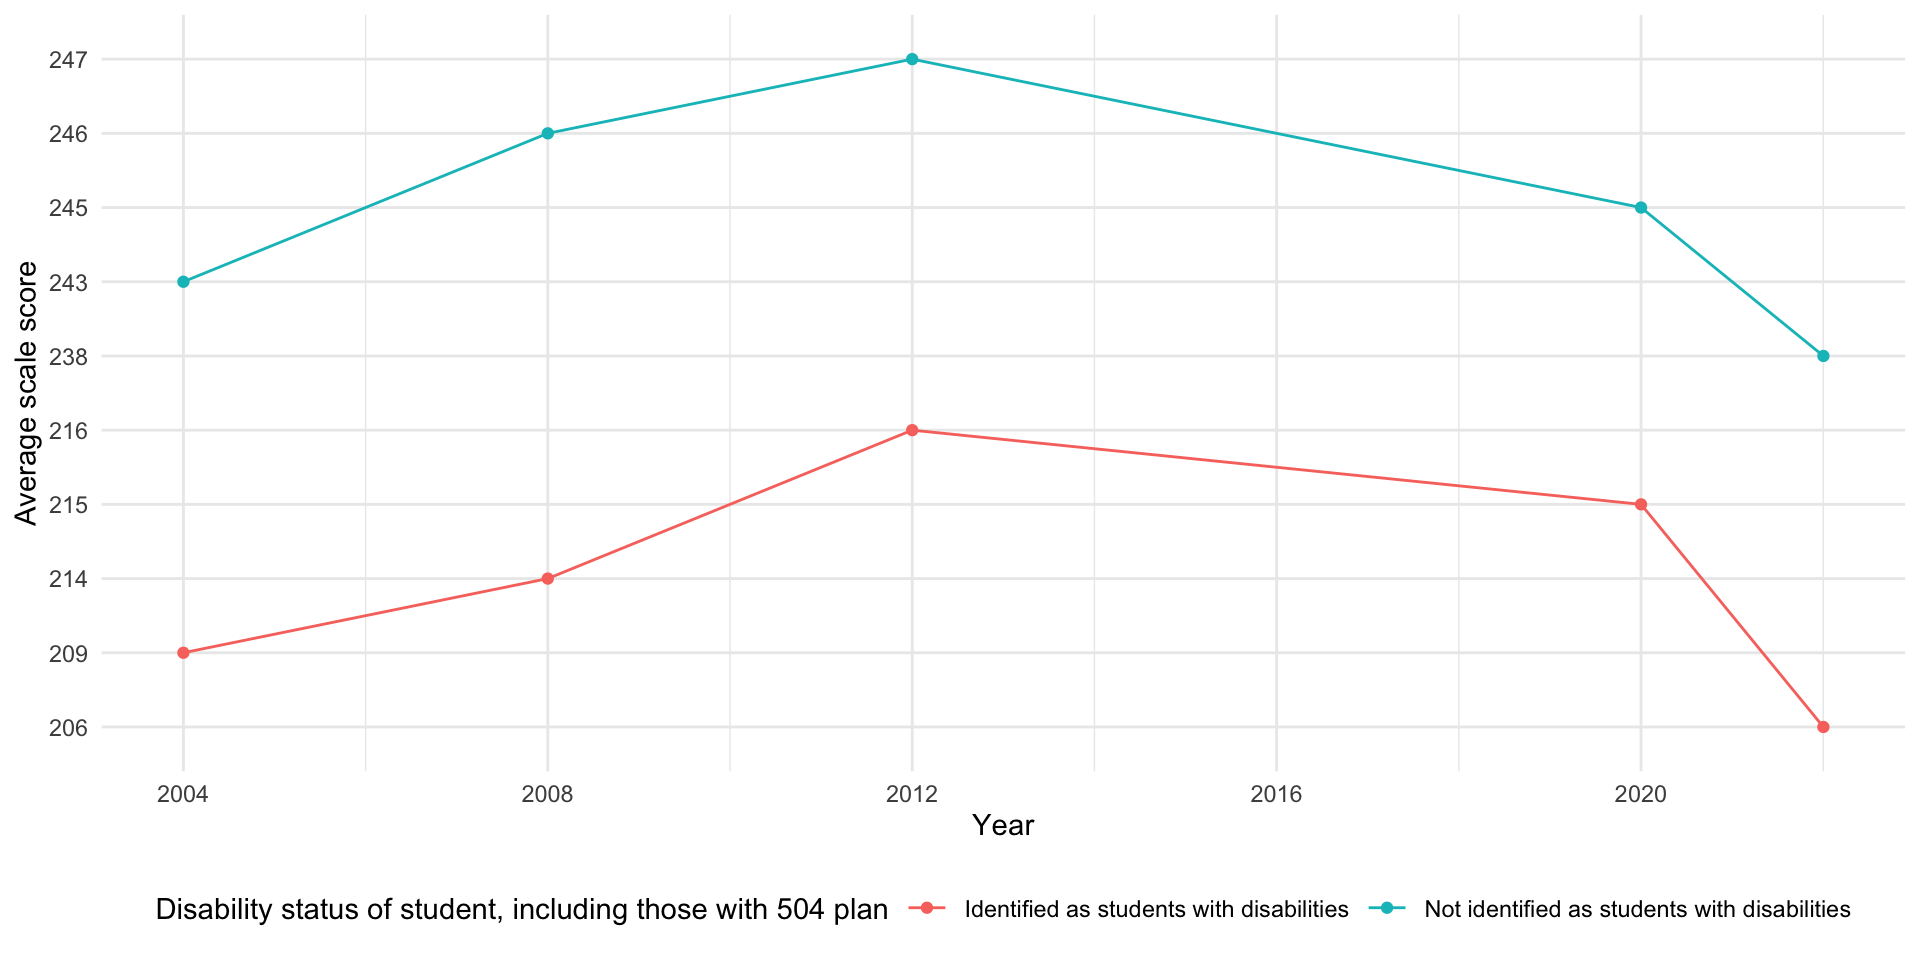 247
246
245
243
238
216
215
214
209
206
Average scale score
2004 2008 2012 2016 2020
Year
Disability status of student, including those with 504 plan Identified as students with disabilities Not identified as students with disabilities